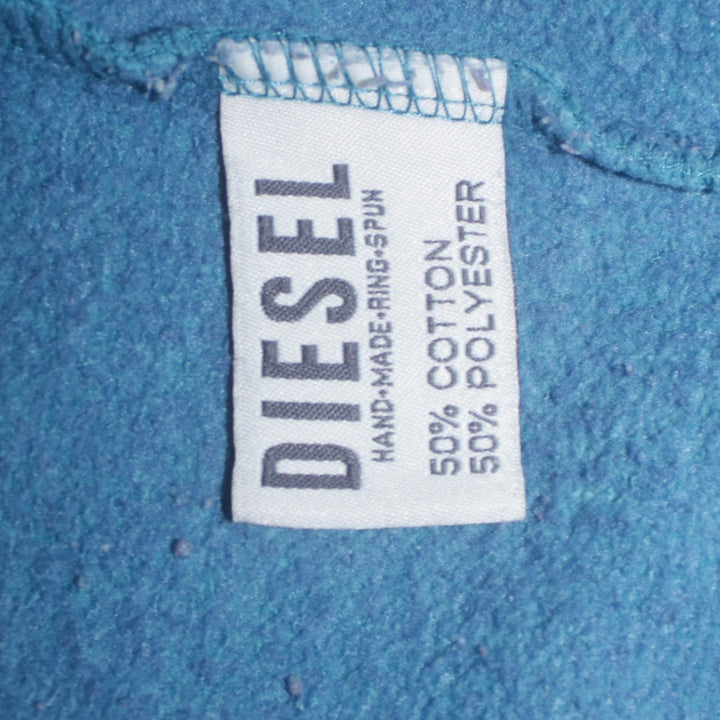 DIESEL
HAND•MADE•RING•SPUN
50% COTTON
50% POLYESTER